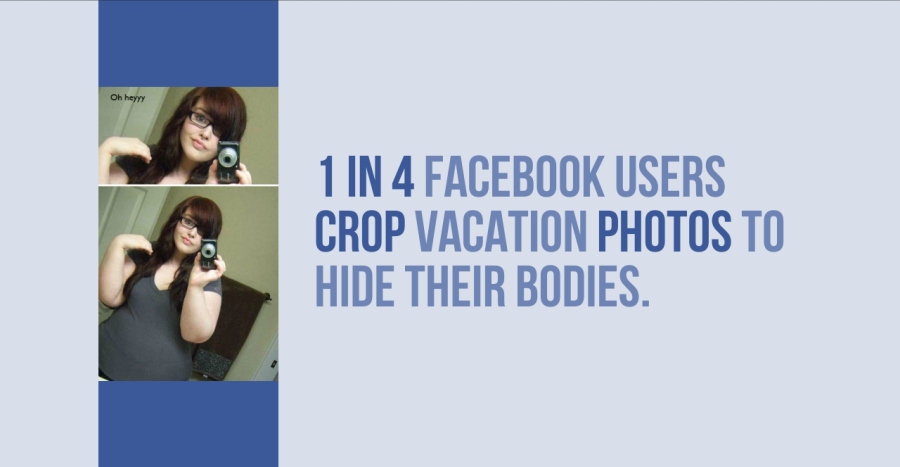 Oh heyyy
1 IN 4 FACEBOOK USERS
CROP VACATION PHOTOS TO
HIDE THEIR BODIES.